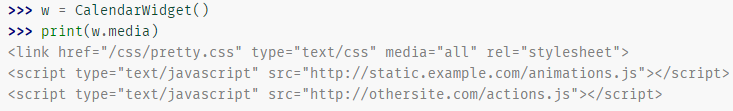 >>> w = CalendarWidget()
>>> print(w.media)
<link href="/css/pretty.css" type="text/css" media="all" rel="stylesheet">
<script type="text/javascript" src="http://static.example.com/animations.js"></script>
<script type="text/javascript" src="http://othersite.com/actions.js"></script>